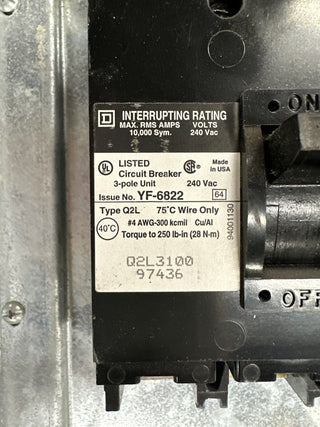 INTERRUPTING RATING
MAX. RMS AMPS VOLTS
10,000 Sym. 240 Vac
UL LISTED SA Made
Circuit Breaker in USA
3-pole Unit 240 Vac
Issue No. YF-6822 64
Type Q2L 75°C Wire Only
40°C #4 AWG-300 kcmil Cu/Al
Torque to 250 lb-in (28 N·m)
94001130
Q2L3100
97436
ON
OFF